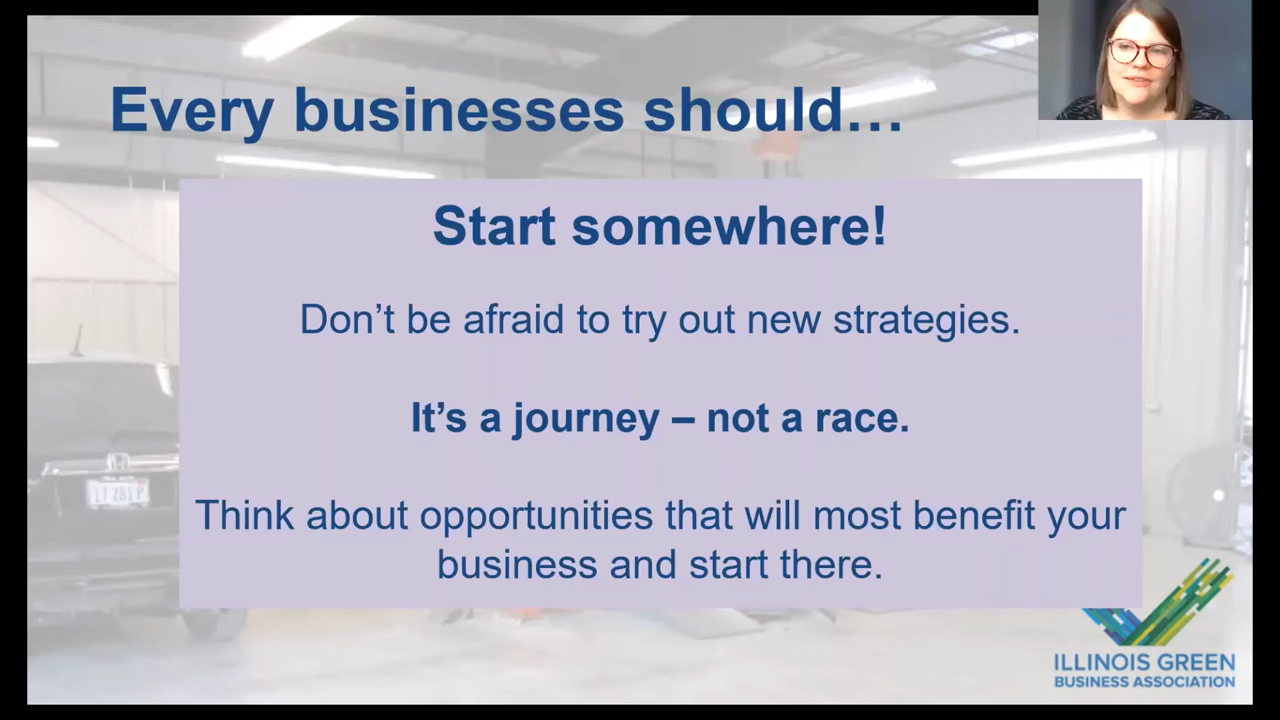 Every businesses should…
Start somewhere!
Don’t be afraid to try out new strategies.
It’s a journey – not a race.
Think about opportunities that will most benefit your
business and start there.
ILLINOIS GREEN
BUSINESS ASSOCIATION